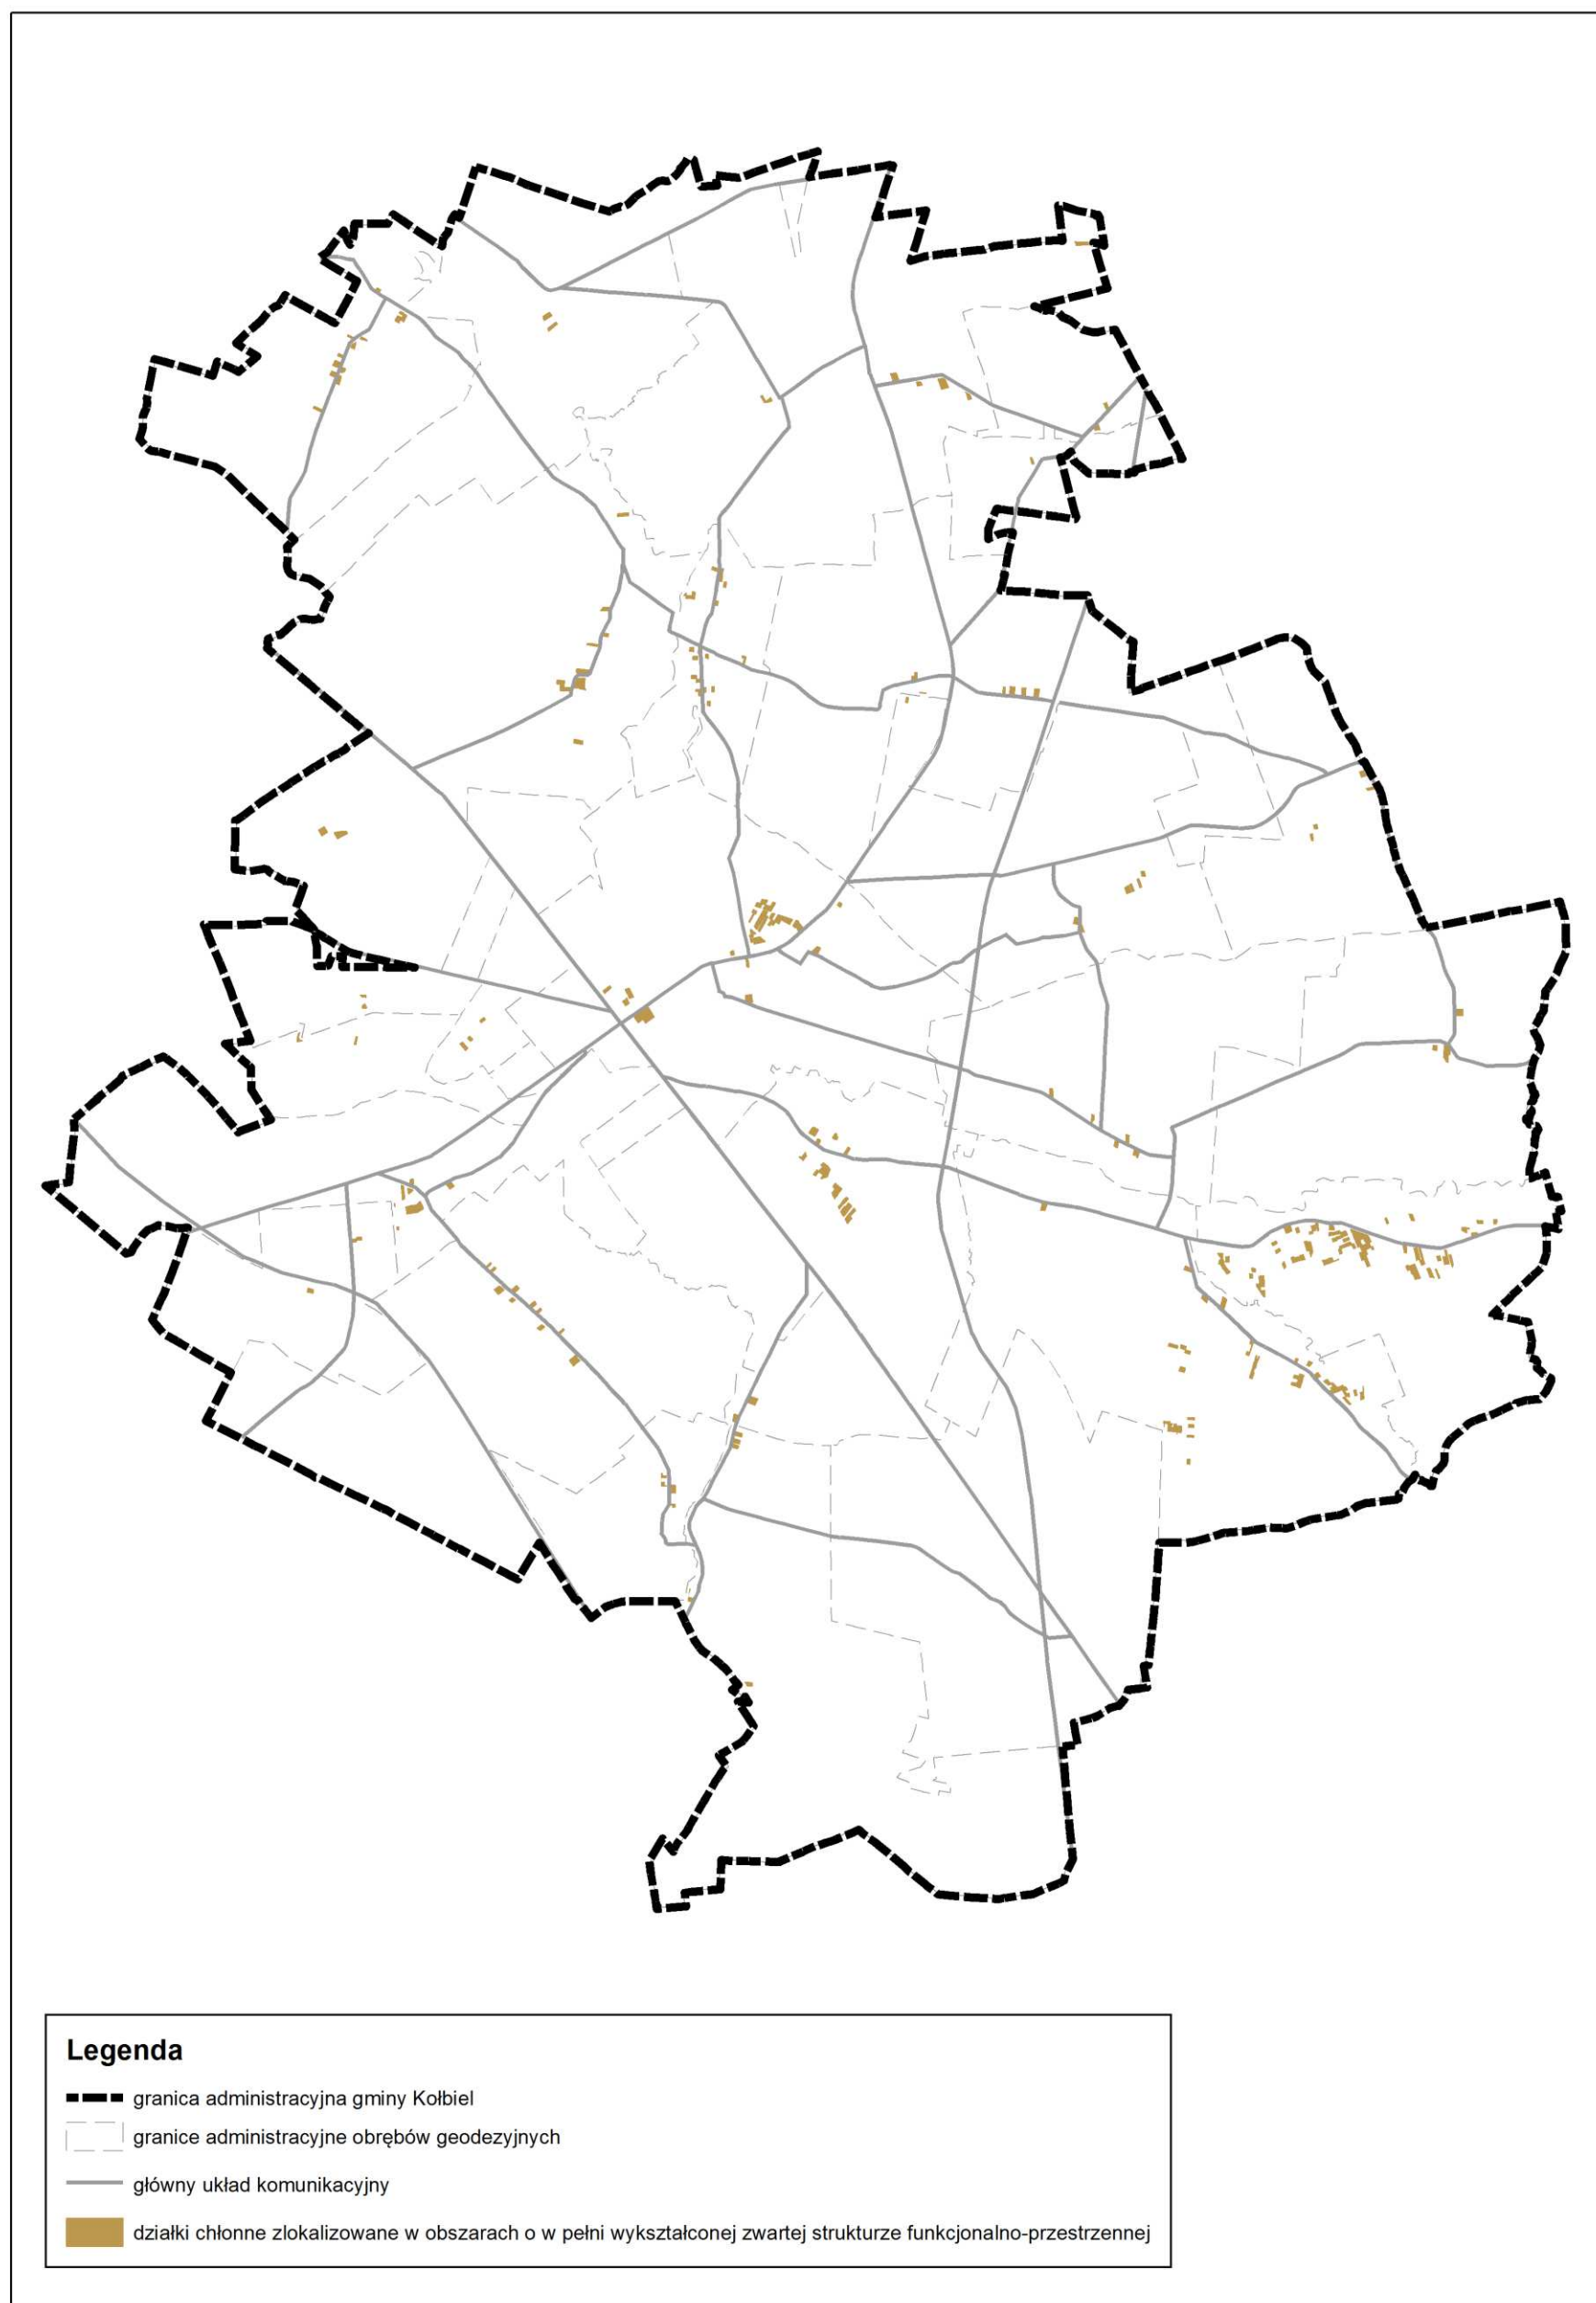 Legenda
granica administracyjna gminy Kołbiel
granice administracyjne obrębów geodezyjnych
główny układ komunikacyjny
działki chłonne zlokalizowane w obszarach o w pełni wykształconej zwartej strukturze funkcjonalno-przestrzennej